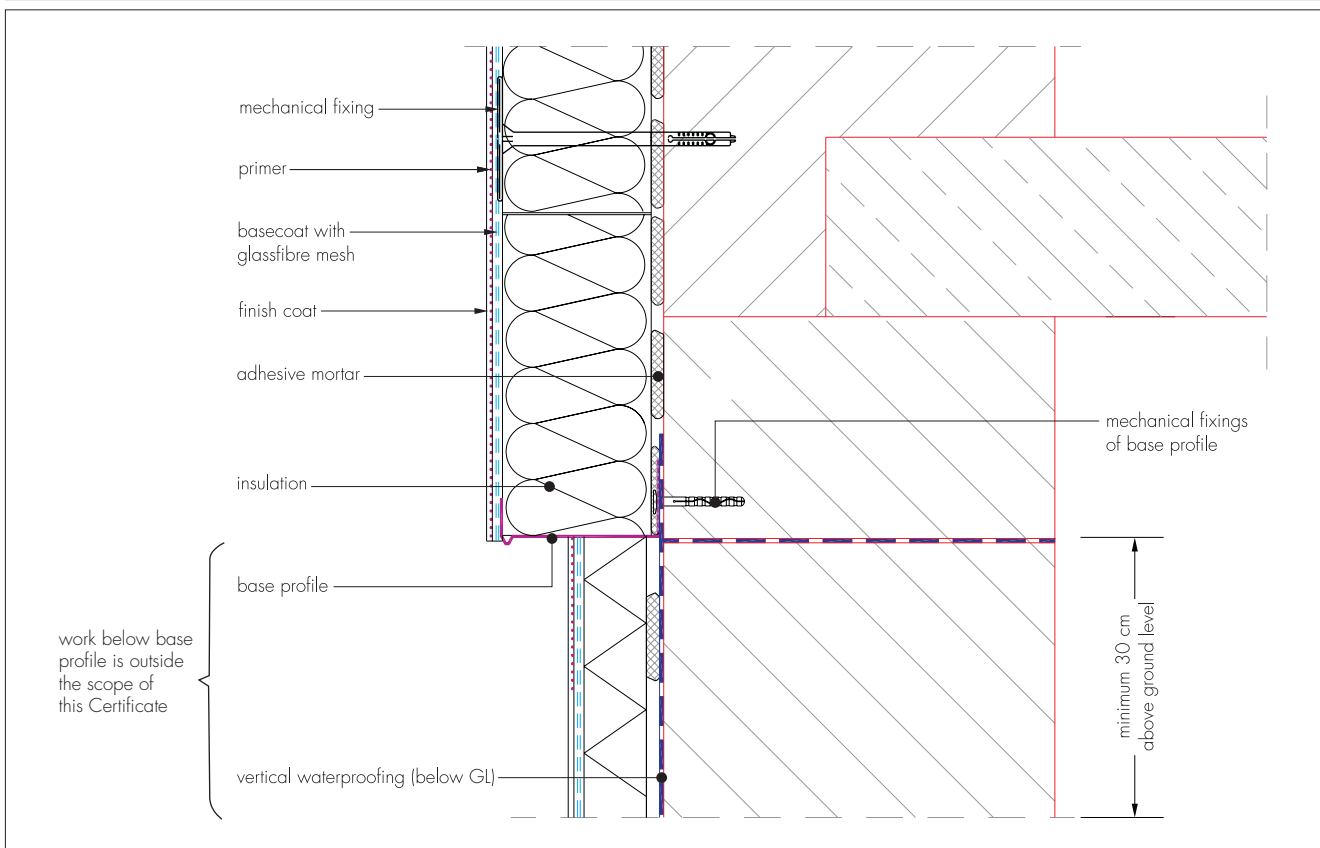 mechanical fixing
primer
basecoat with
glassfibre mesh
finish coat
adhesive mortar
mechanical fixings
of base profile
insulation
base profile
work below base
profile is outside
the scope of
this Certificate
vertical waterproofing (below GL)
minimum 30 cm
above ground level